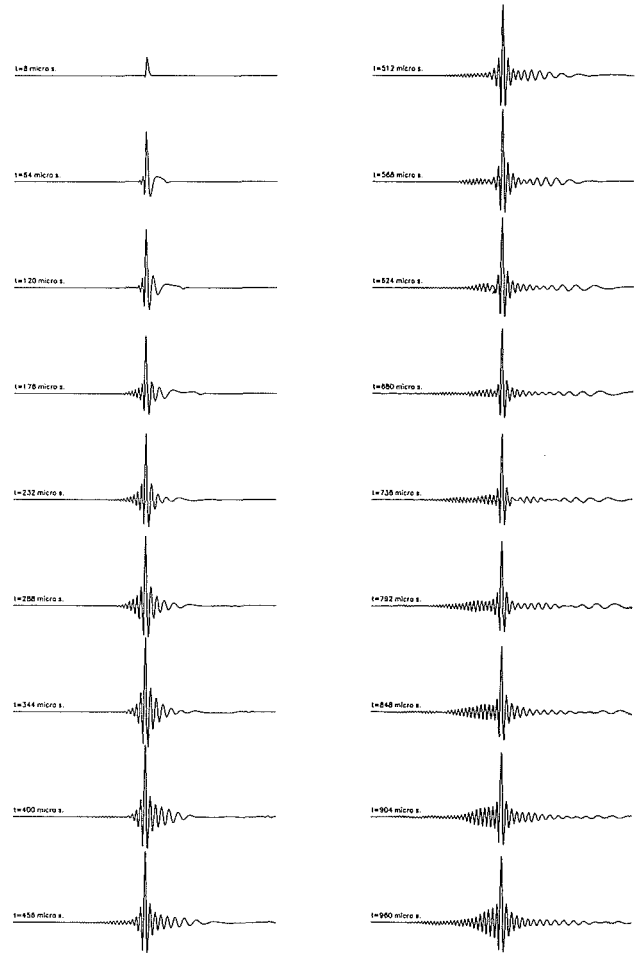 t=8 micro s.
t=64 micro s.
t=120 micro s.
t=176 micro s.
t=232 micro s.
t=288 micro s.
t=344 micro s.
t=400 micro s.
t=456 micro s.
t=512 micro s.
t=568 micro s.
t=624 micro s.
t=680 micro s.
t=736 micro s.
t=792 micro s.
t=848 micro s.
t=904 micro s.
t=960 micro s.